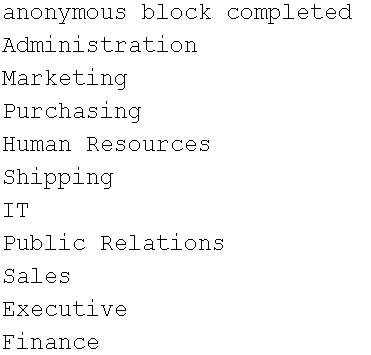 anonymous block completed
Administration
Marketing
Purchasing
Human Resources
Shipping
IT
Public Relations
Sales
Executive
Finance